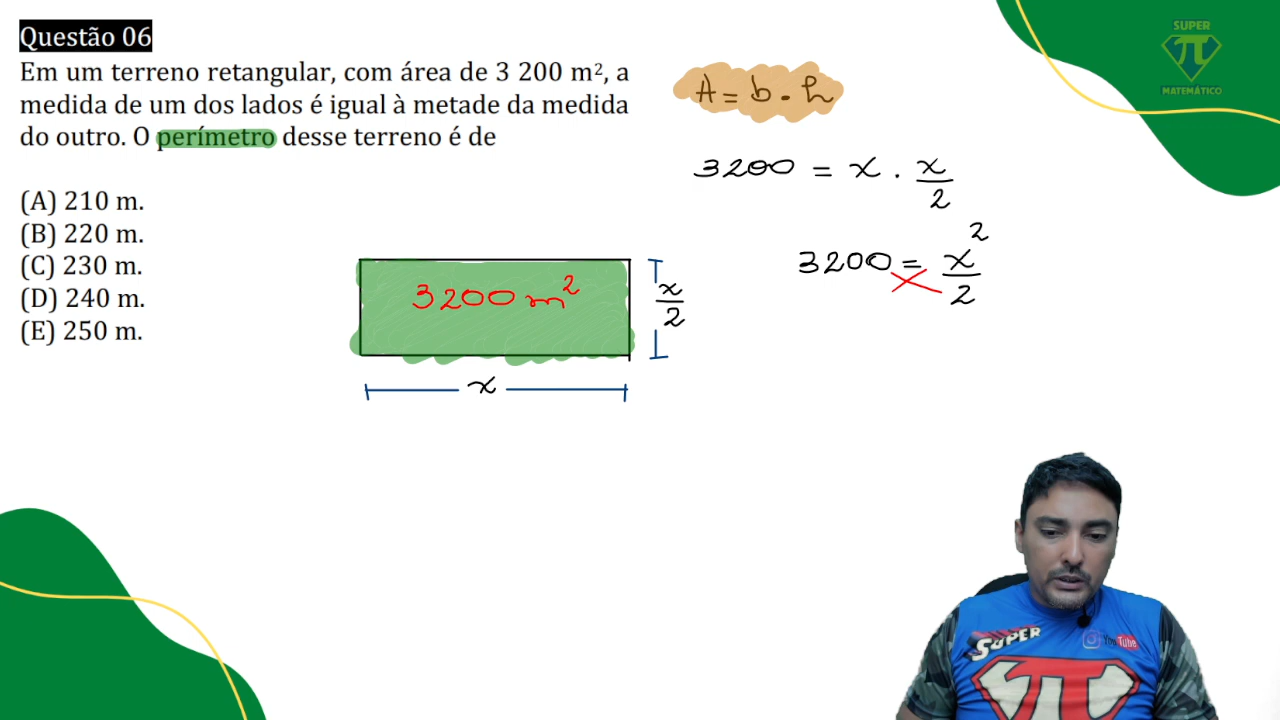 Questão 06
Em um terreno retangular, com área de 3 200 m², a
medida de um dos lados é igual à metade da medida
do outro. O perímetro desse terreno é de
(A) 210 m.
(B) 220 m.
(C) 230 m.
(D) 240 m.
(E) 250 m.
3200 m²
x/2
x
A = b . h
3200 = x . x/2
3200 = x²/2
SUPER
π
MATEMÁTICO
SUPER
YouTube
π